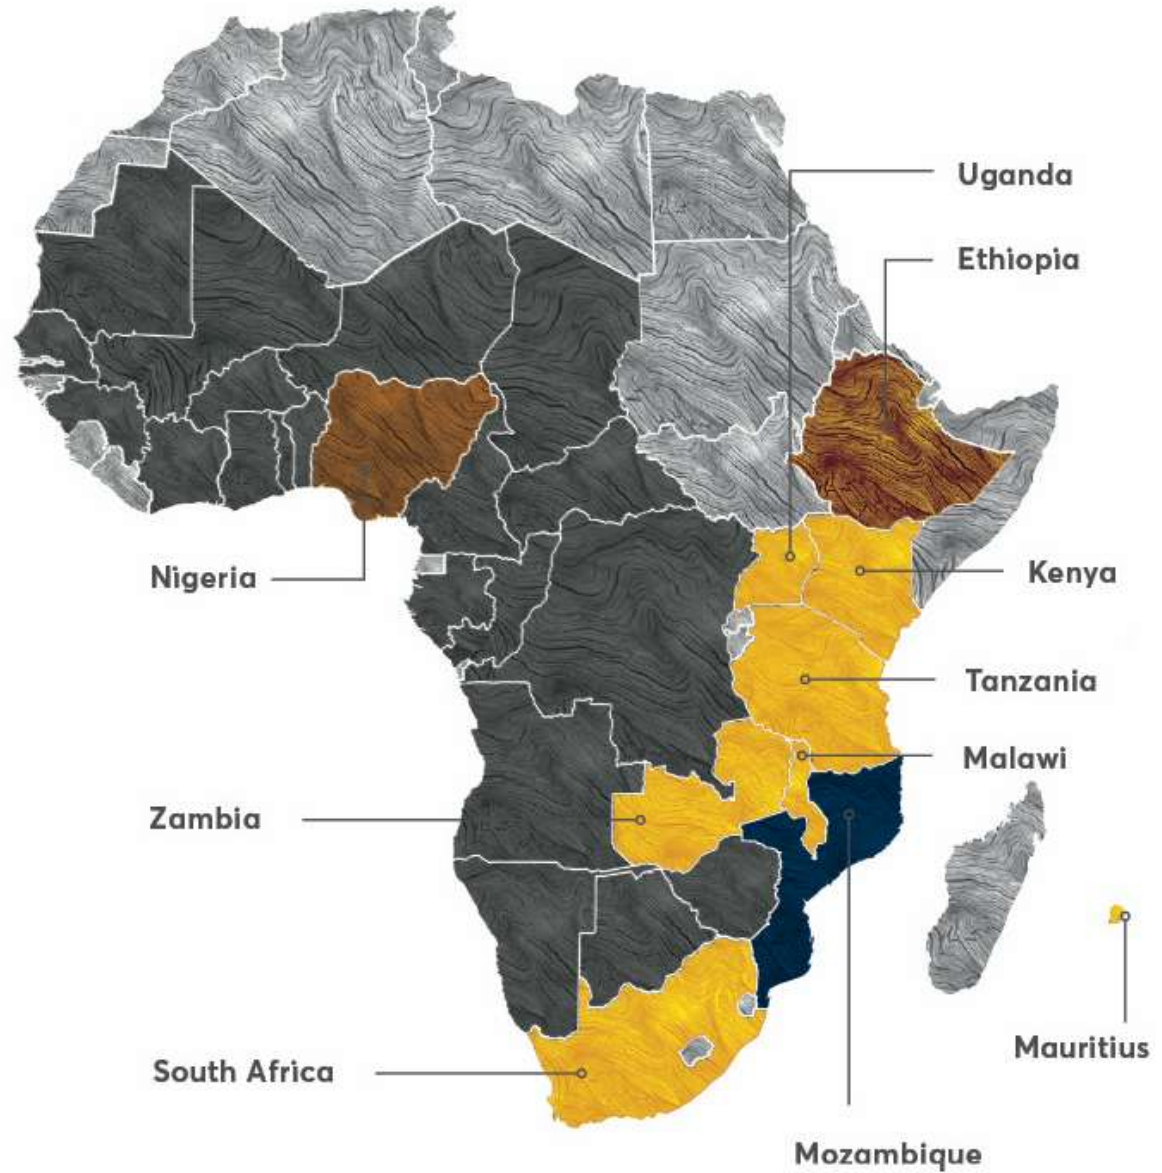 Uganda
Ethiopia
Nigeria
Kenya
Tanzania
Malawi
Zambia
Mauritius
South Africa
Mozambique